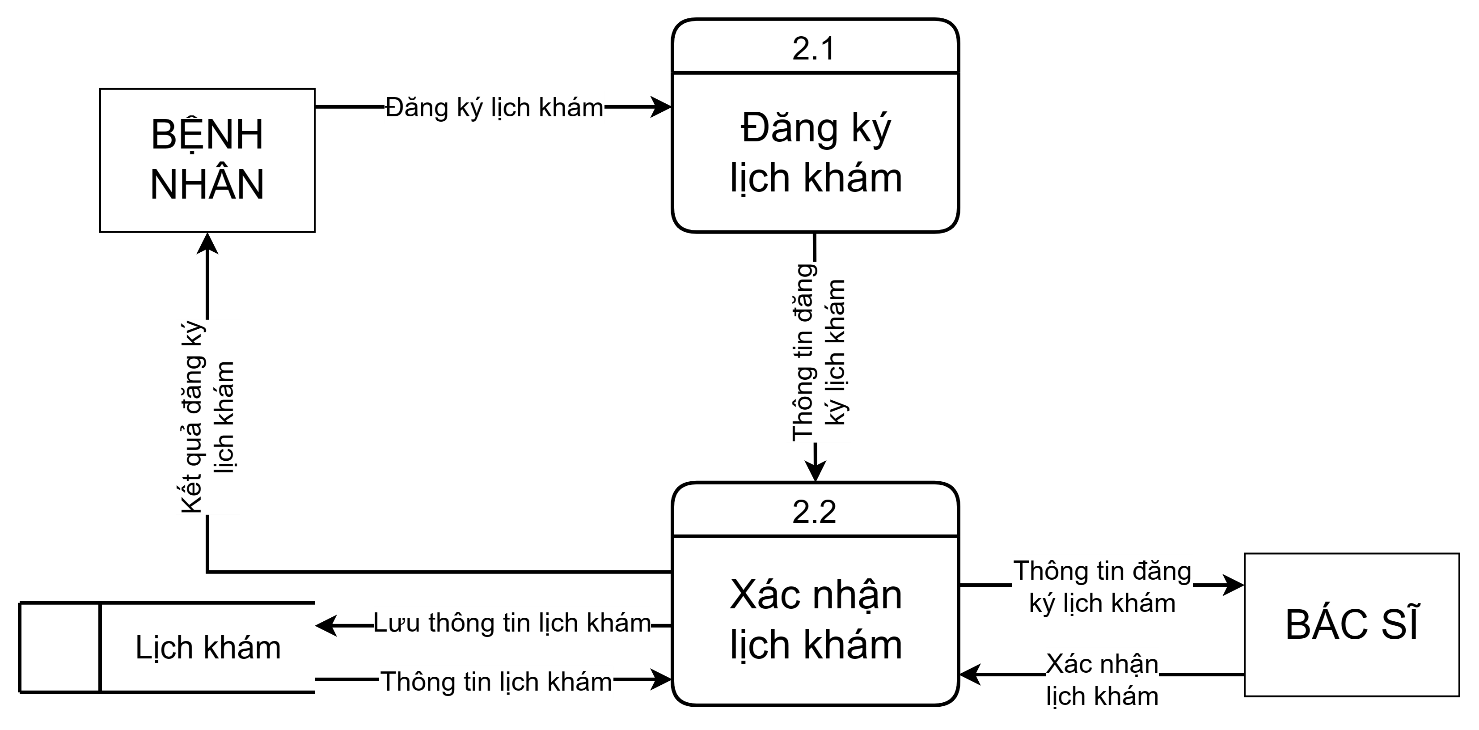 2.1
Đăng ký
lịch khám
BỆNH
NHÂN
Đăng ký lịch khám
Thông tin đăng
ký lịch khám
Kết quả đăng ký
lịch khám
2.2
Xác nhận
lịch khám
Thông tin đăng
ký lịch khám
BÁC SĨ
Xác nhận
lịch khám
Lưu thông tin lịch khám
Lịch khám
Thông tin lịch khám